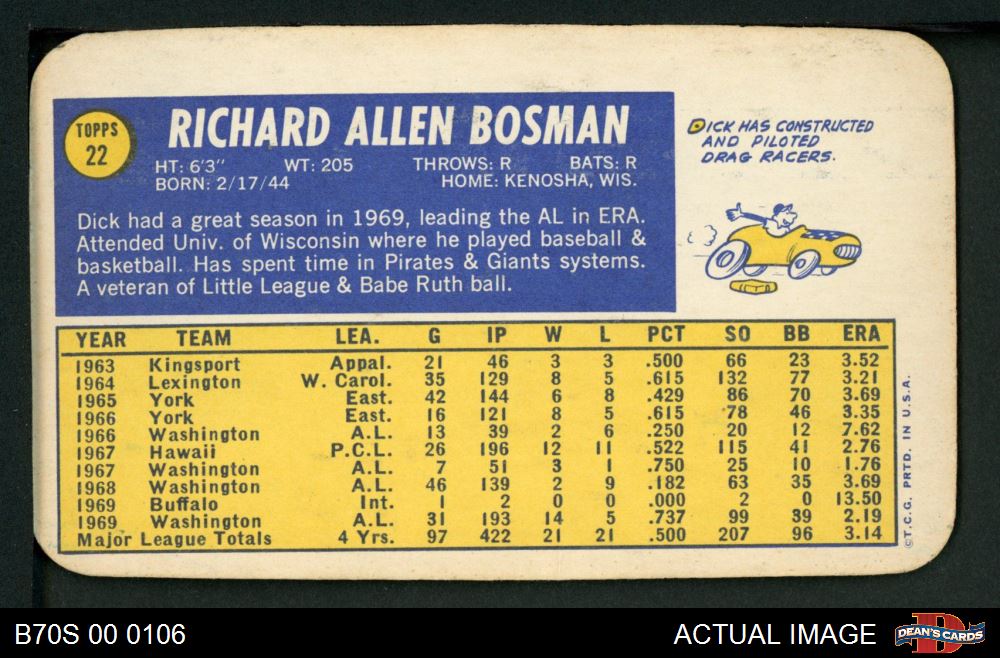 TOPPS
22
RICHARD ALLEN BOSMAN
HT: 6'3" WT: 205 THROWS: R BATS: R
BORN: 2/17/44 HOME: KENOSHA, WIS.
Dick had a great season in 1969, leading the AL in ERA.
Attended Univ. of Wisconsin where he played baseball &
basketball. Has spent time in Pirates & Giants systems.
A veteran of Little League & Babe Ruth ball.
DICK HAS CONSTRUCTED
AND PILOTED
DRAG RACERS.
YEAR TEAM LEA. G IP W L PCT SO BB ERA
1963 Kingsport Appal. 21 46 3 3 .500 66 23 3.52
1964 Lexington W. Carol. 35 129 8 5 .615 132 77 3.21
1965 York East. 42 144 6 8 .429 86 70 3.69
1966 York East. 16 121 8 5 .615 78 46 3.35
1966 Washington A.L. 13 39 2 6 .250 20 12 7.62
1967 Hawaii P.C.L. 26 196 12 11 .522 115 41 2.76
1967 Washington A.L. 7 51 3 1 .750 25 10 1.76
1968 Washington A.L. 46 139 2 9 .182 63 35 3.69
1969 Buffalo Int. 1 2 0 0 .000 2 0 13.50
1969 Washington A.L. 31 193 14 5 .737 99 39 2.19
Major League Totals 4 Yrs. 97 422 21 21 .500 207 96 3.14
©T.C.G. PRTD. IN U.S.A.
B70S 00 0106
ACTUAL IMAGE
D
DEAN'S CARDS